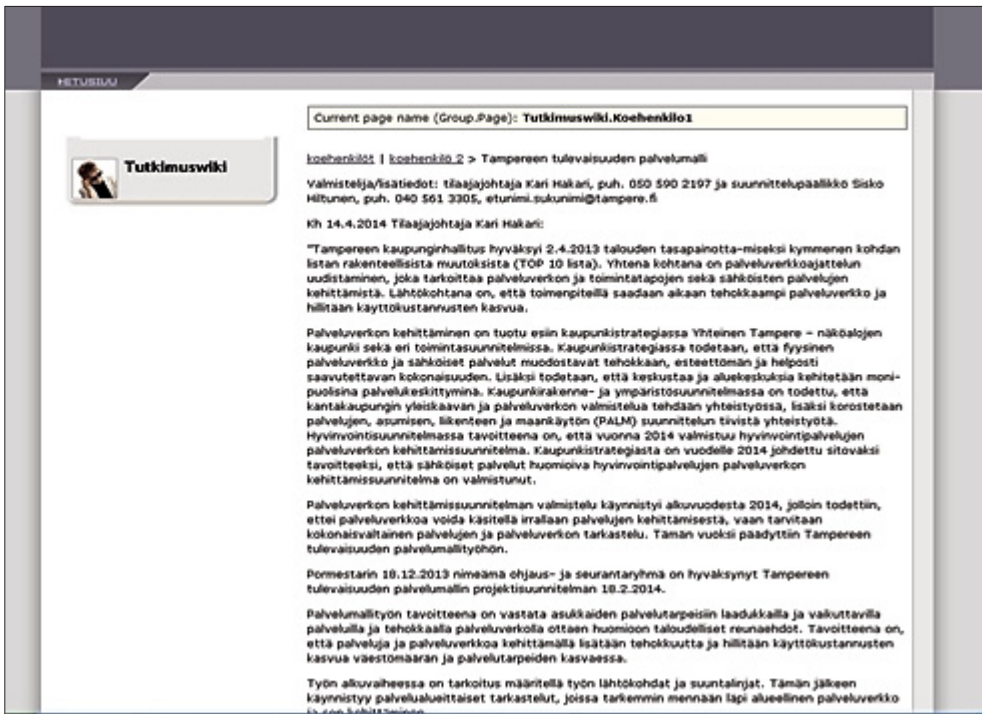 HITUSIUU
Current page name (Group.Page): Tutkimuswiki.Koehenkilo1
Tutkimuswiki
koehenkilöt | koehenkilö 2 > Tampereen tulevaisuuden palvelumalli
Valmistelija/lisätiedot: tilaajajohtaja Kari Hakari, puh. 050 590 2197 ja suunnittelupäällikkö Sisko
Hiltunen, puh. 040 561 3305, etunimi.sukunimi@tampere.fi
Kh 14.4.2014 Tilaajajohtaja Kari Hakari:
"Tampereen kaupunginhallitus hyväksyi 2.4.2013 talouden tasapainotta-miseksi kymmenen kohdan
listan rakenteellisista muutoksista (TOP 10 lista). Yhtenä kohtana on palveluverkkoajattelun
uudistaminen, joka tarkoittaa palveluverkon ja toimintatapojen sekä sähköisten palvelujen
kehittämistä. Lähtökohtana on, että toimenpiteillä saadaan aikaan tehokkaampi palveluverkko ja
hillitään käyttökustannusten kasvua.
Palveluverkon kehittäminen on tuotu esiin kaupunkistrategiassa Yhteinen Tampere – näköalojen
kaupunki sekä eri toimintasuunnitelmissa. Kaupunkistrategiassa todetaan, että fyysinen
palveluverkko ja sähköiset palvelut muodostavat tehokkaan, esteettömän ja helposti
saavutettavan kokonaisuuden. Lisäksi todetaan, että keskustaa ja aluekeskuksia kehitetään moni-
puolisina palvelukeskittyminä. Kaupunkirakenne- ja ympäristösuunnitelmassa on todettu, että
kantakaupungin yleiskaavan ja palveluverkon valmistelua tehdään yhteistyössä, lisäksi korostetaan
palvelujen, asumisen, liikenteen ja maankäytön (PALM) suunnittelun tiivistä yhteistyötä.
Hyvinvointisuunnitelmassa tavoitteena on, että vuonna 2014 valmistuu hyvinvointipalvelujen
palveluverkon kehittämissuunnitelma. Kaupunkistrategiasta on vuodelle 2014 johdettu sitovaksi
tavoitteeksi, että sähköiset palvelut huomioiva hyvinvointipalvelujen palveluverkon
kehittämissuunnitelma on valmistunut.
Palveluverkon kehittämissuunnitelman valmistelu käynnistyi alkuvuodesta 2014, jolloin todettiin,
ettei palveluverkkoa voida käsitellä irrallaan palvelujen kehittämisestä, vaan tarvitaan
kokonaisvaltainen palvelujen ja palveluverkon tarkastelu. Tämän vuoksi päädyttiin Tampereen
tulevaisuuden palvelumallityöhön.
Pormestarin 18.12.2013 nimeämä ohjaus- ja seurantaryhmä on hyväksynyt Tampereen
tulevaisuuden palvelumallin projektisuunnitelman 18.2.2014.
Palvelumallityön tavoitteena on vastata asukkaiden palvelutarpeisiin laadukkailla ja vaikuttavilla
palveluilla ja tehokkaalla palveluverkolla ottaen huomioon taloudelliset reunaehdot. Tavoitteena on,
että palveluja ja palveluverkkoa kehittämällä lisätään tehokkuutta ja hillitään käyttökustannusten
kasvua väestömäärän ja palvelutarpeiden kasvaessa.
Työn alkuvaiheessa on tarkoitus määritellä työn lähtökohdat ja suuntalinjat. Tämän jälkeen
käynnistyy palvelualueittaiset tarkastelut, joissa tarkemmin mennään läpi alueellinen palveluverkko
ja sen kehittäminen.